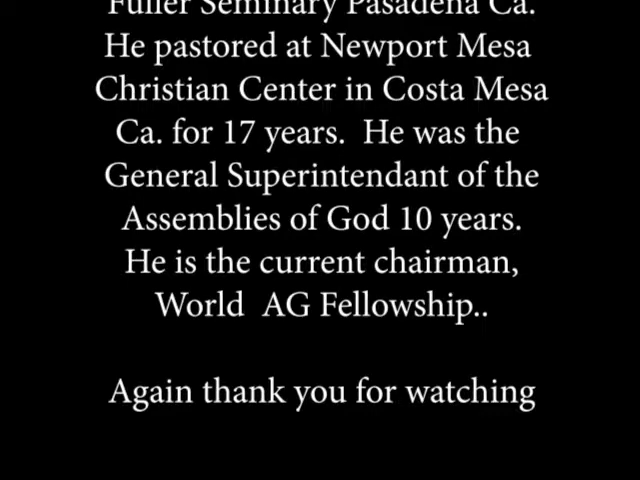 Fuller Seminary Pasadena Ca.
He pastored at Newport Mesa
Christian Center in Costa Mesa
Ca. for 17 years.  He was the
General Superintendant of the
Assemblies of God 10 years.
He is the current chairman,
World  AG Fellowship..
Again thank you for watching